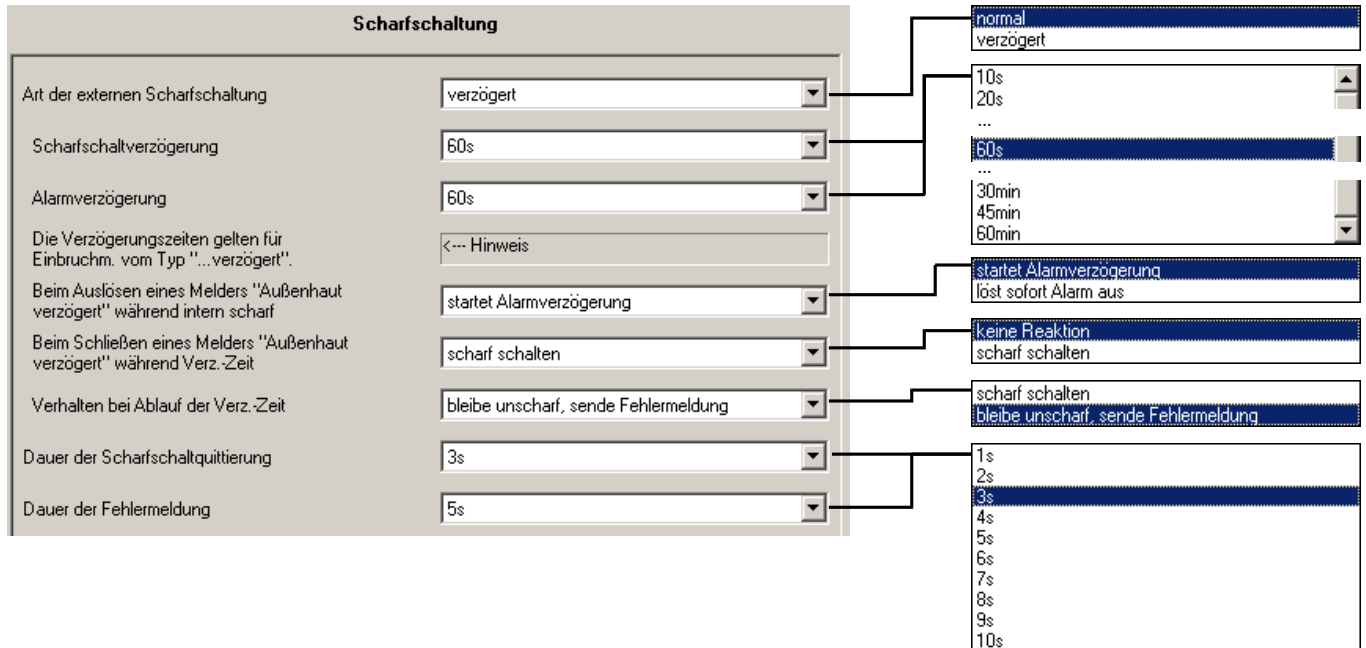 Scharfschaltung
Art der externen Scharfschaltung
verzögert
Scharfschaltverzögerung
60s
Alarmverzögerung
60s
Die Verzögerungszeiten gelten für
Einbruchm. vom Typ "...verzögert".
<--- Hinweis
Beim Auslösen eines Melders "Außenhaut
verzögert" während intern scharf
startet Alarmverzögerung
Beim Schließen eines Melders "Außenhaut
verzögert" während Verz.-Zeit
scharf schalten
Verhalten bei Ablauf der Verz.-Zeit
bleibe unscharf, sende Fehlermeldung
Dauer der Scharfschaltquittierung
3s
Dauer der Fehlermeldung
5s
normal
verzögert
10s
20s
...
60s
...
30min
45min
60min
startet Alarmverzögerung
löst sofort Alarm aus
keine Reaktion
scharf schalten
scharf schalten
bleibe unscharf, sende Fehlermeldung
1s
2s
3s
4s
5s
6s
7s
8s
9s
10s